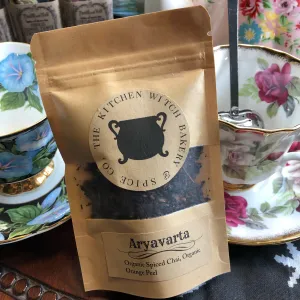 THE KITCHEN WITCH BAKERY & SPICE CO.
Aryavarta
Organic Spiced Chai, Organic
Orange Peel